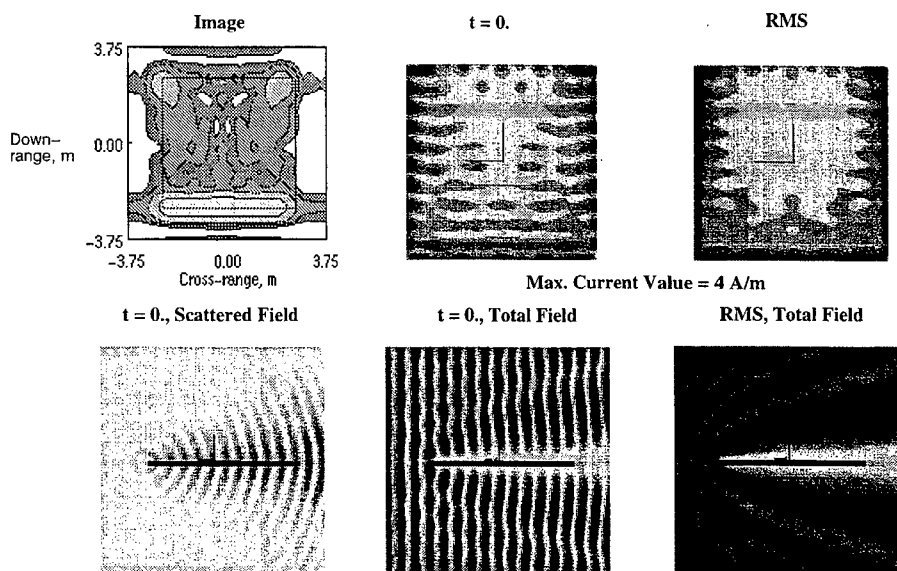 Image
t = 0.
RMS
3.75
Down-
range, m
0.00
-3.75
-3.75
0.00
3.75
Cross-range, m
Max. Current Value = 4 A/m
t = 0., Scattered Field
t = 0., Total Field
RMS, Total Field